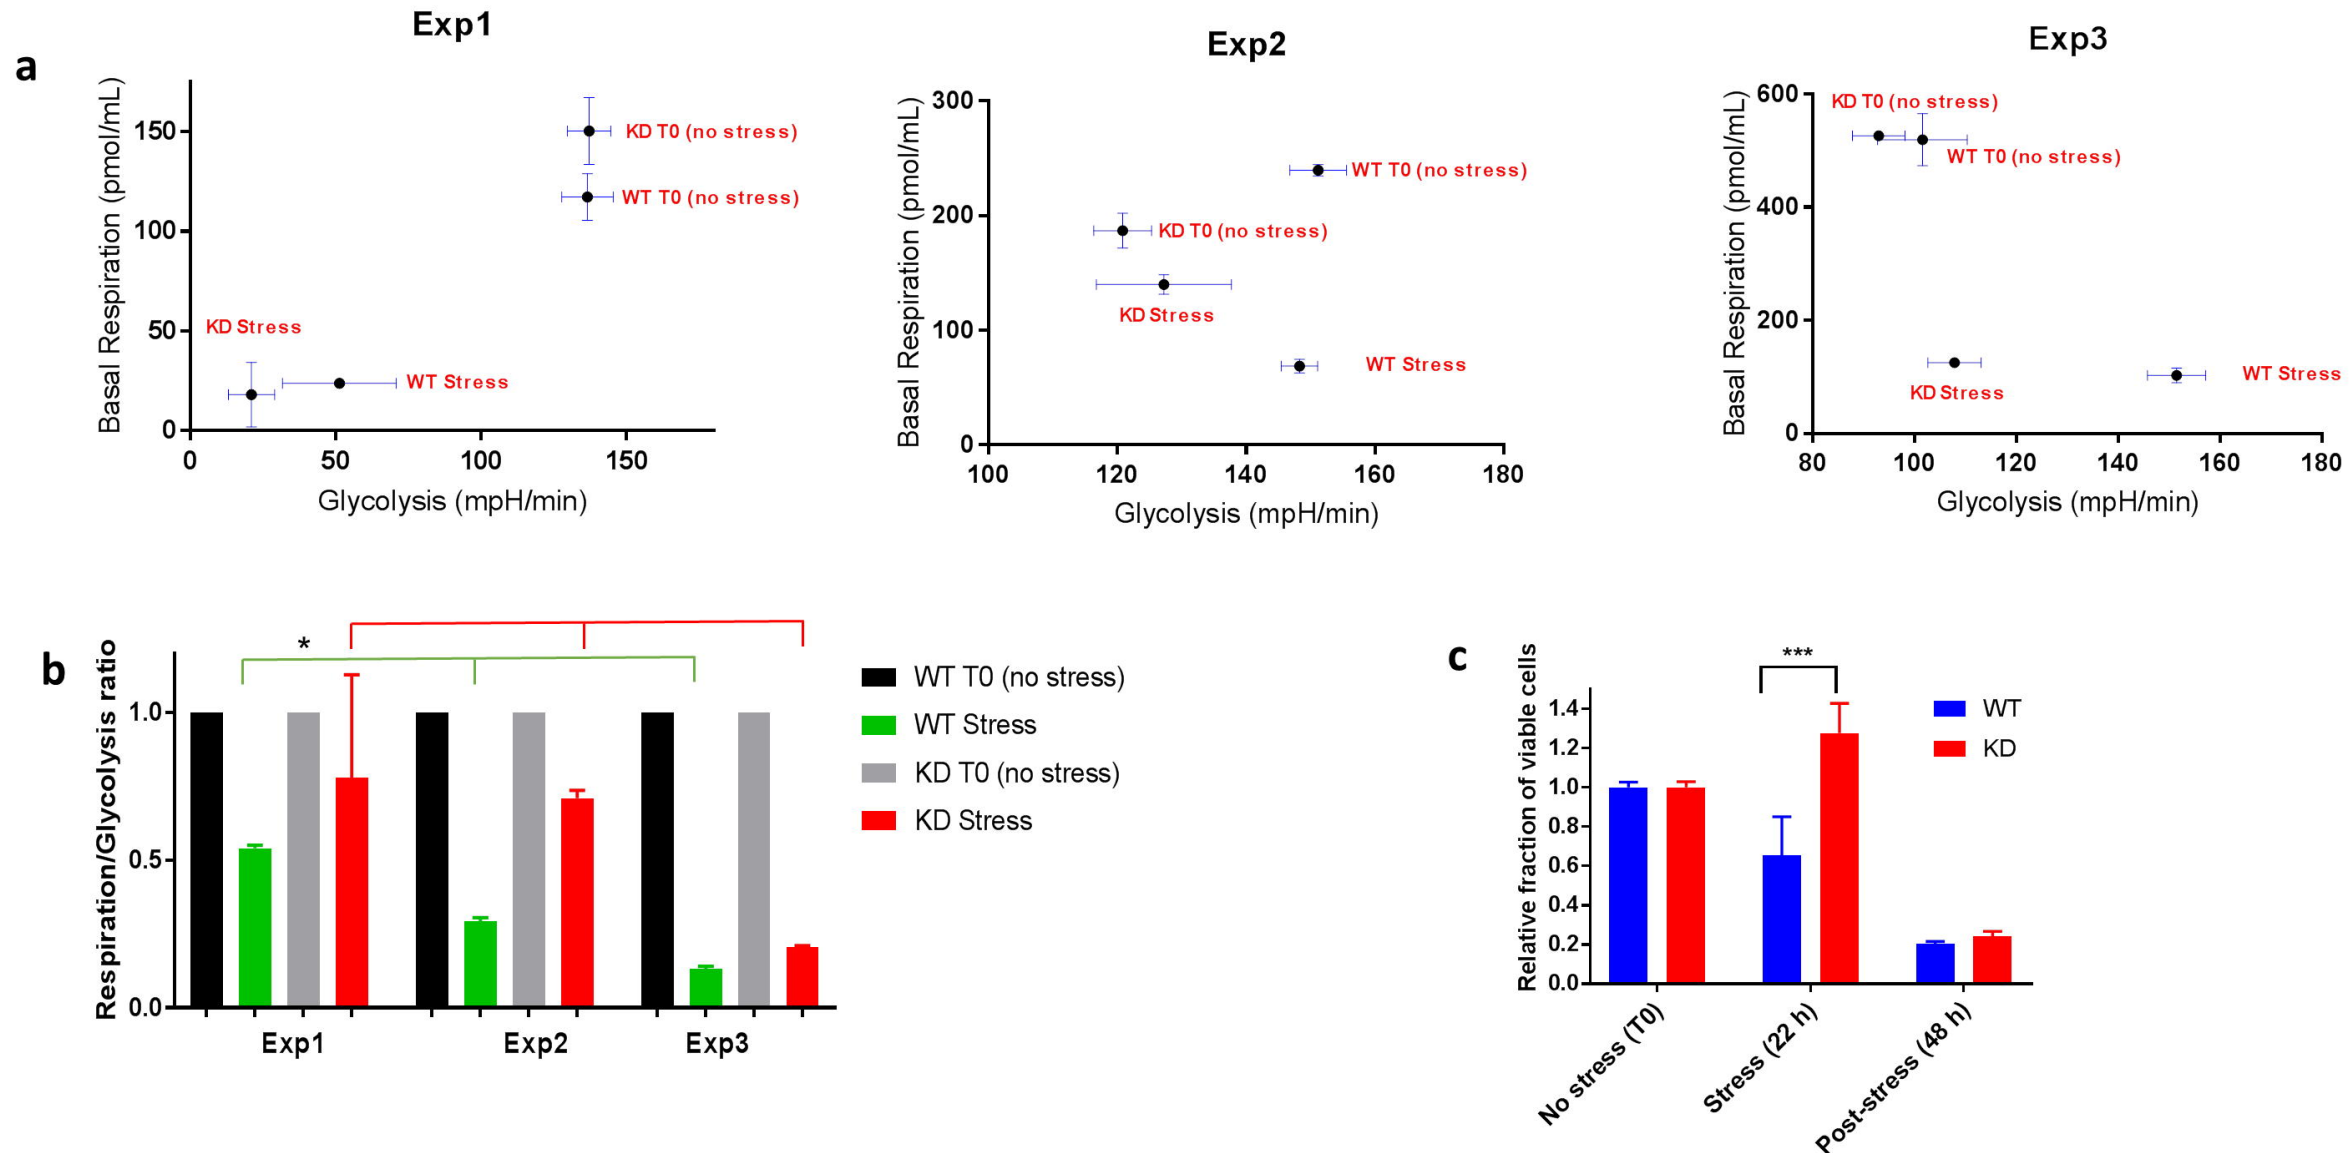 Exp1
Exp2
Exp3
a
Basal Respiration (pmol/mL)
150
100
50
0
KD T0 (no stress)
WT T0 (no stress)
KD Stress
WT Stress
0 50 100 150
Glycolysis (mpH/min)
Basal Respiration (pmol/mL)
300
200
100
0
WT T0 (no stress)
KD T0 (no stress)
KD Stress
WT Stress
100 120 140 160 180
Glycolysis (mpH/min)
Basal Respiration (pmol/mL)
600
400
200
0
KD T0 (no stress)
WT T0 (no stress)
KD Stress
WT Stress
80 100 120 140 160 180
Glycolysis (mpH/min)
b
Respiration/Glycolysis ratio
*
1.0
0.5
0.0
Exp1 Exp2 Exp3
WT T0 (no stress)
WT Stress
KD T0 (no stress)
KD Stress
c
Relative fraction of viable cells
***
1.4
1.2
1.0
0.8
0.6
0.4
0.2
0.0
WT
KD
No stress (T0)
Stress (22 h)
Post-stress (48 h)